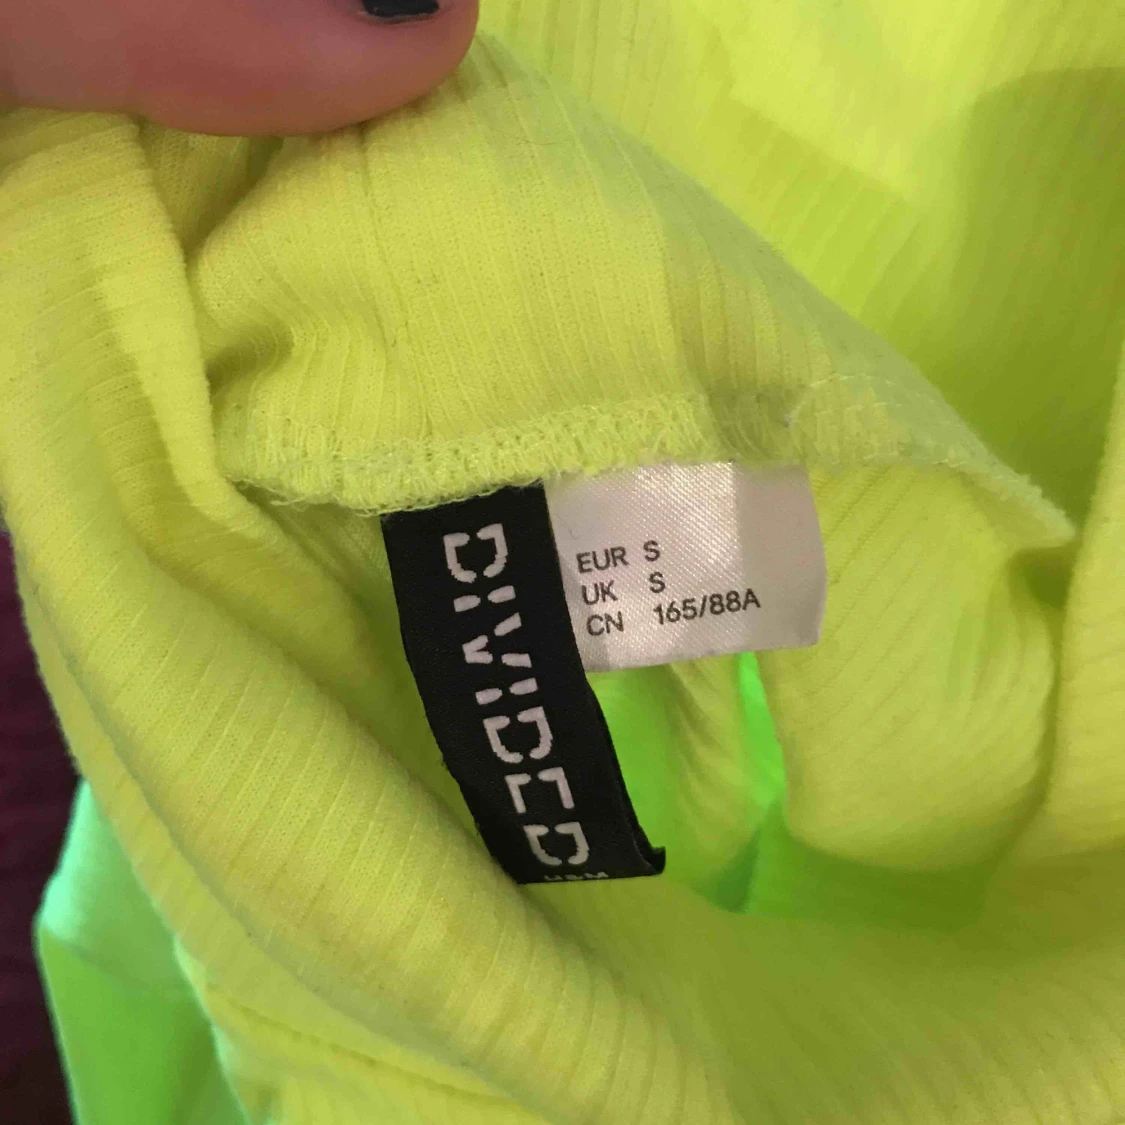 DIVIDED
H&M
EUR S
UK S
CN 165/88A